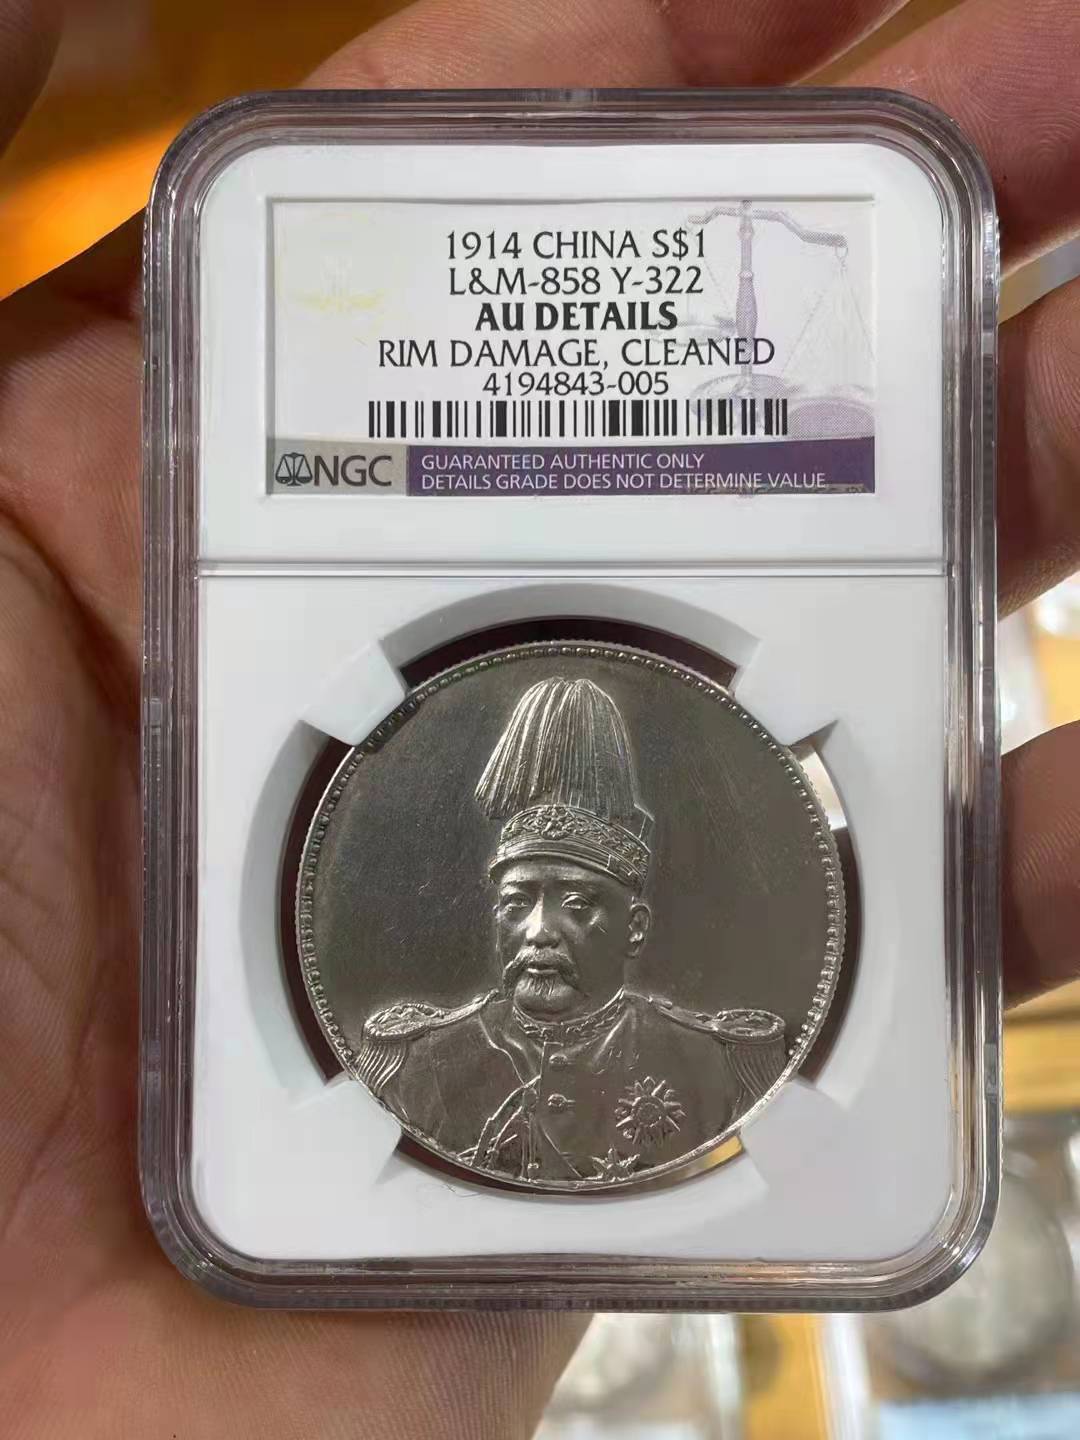 1914 CHINA S$1
L&M-858 Y-322
AU DETAILS
RIM DAMAGE, CLEANED
4194843-005
NGC
GUARANTEED AUTHENTIC ONLY
DETAILS GRADE DOES NOT DETERMINE VALUE